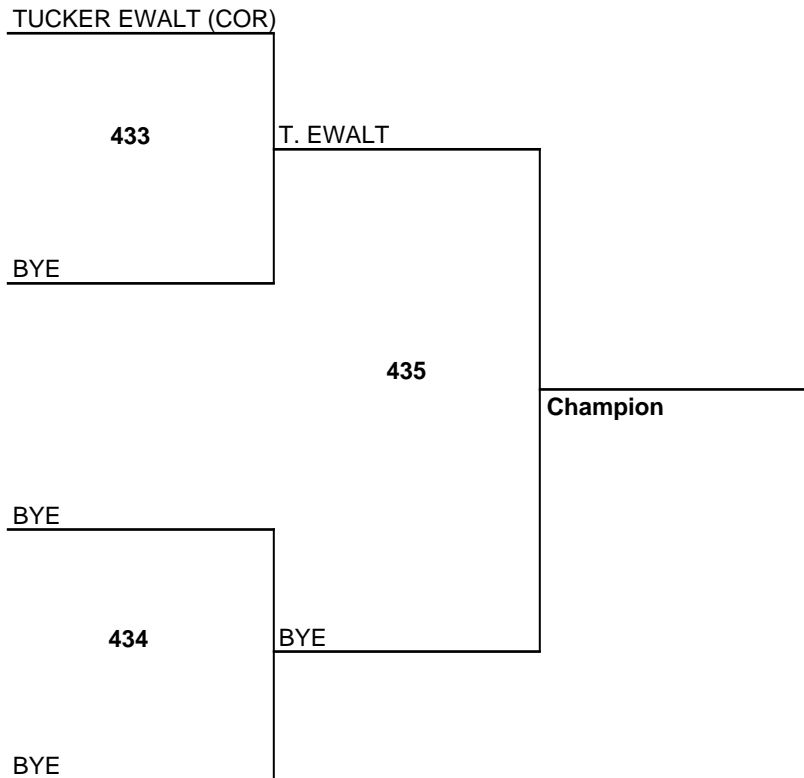 TUCKER EWALT (COR)
433
T. EWALT
BYE
435
Champion
BYE
434
BYE
BYE